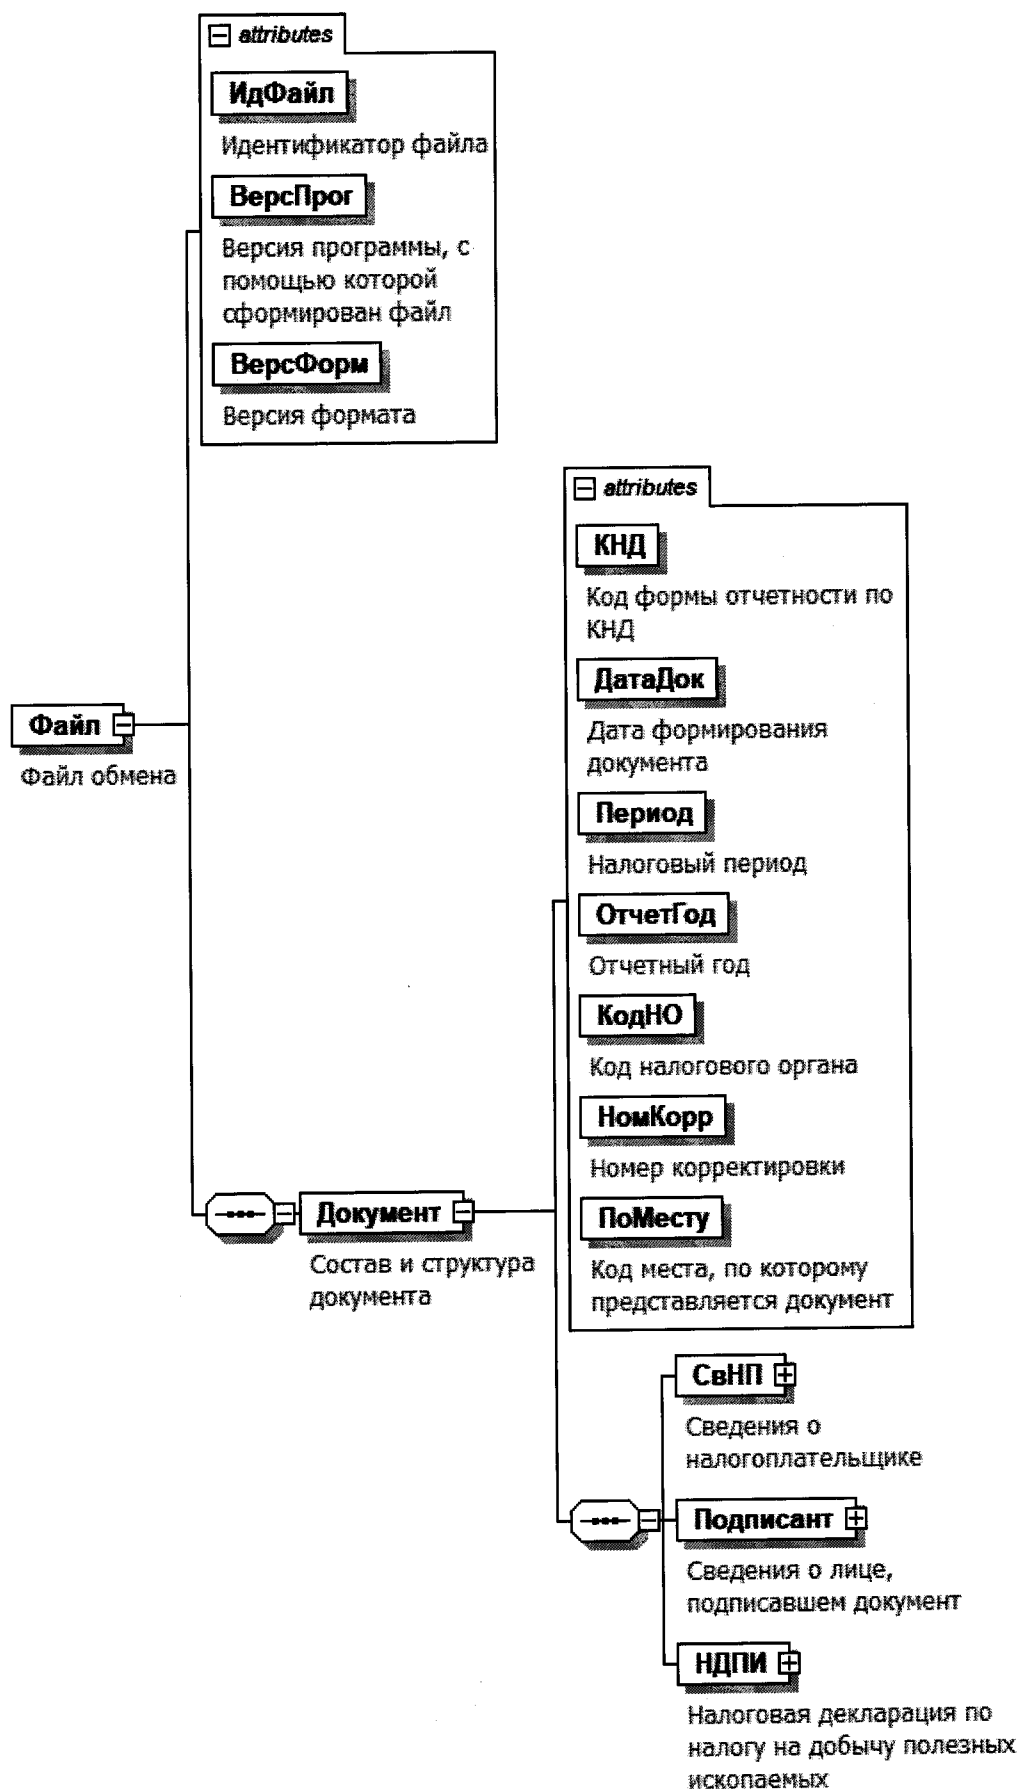 attributes
ИдФайл
Идентификатор файла
ВерсПрог
Версия программы, с
помощью которой
сформирован файл
ВерсФорм
Версия формата
attributes
КНД
Код формы отчетности по
КНД
ДатаДок
Дата формирования
документа
Период
Налоговый период
ОтчетГод
Отчетный год
КодНО
Код налогового органа
НомКорр
Номер корректировки
ПоМесту
Код места, по которому
представляется документ
Файл
Файл обмена
Документ
Состав и структура
документа
СвНП
Сведения о
налогоплательщике
Подписант
Сведения о лице,
подписавшем документ
НДПИ
Налоговая декларация по
налогу на добычу полезных
ископаемых